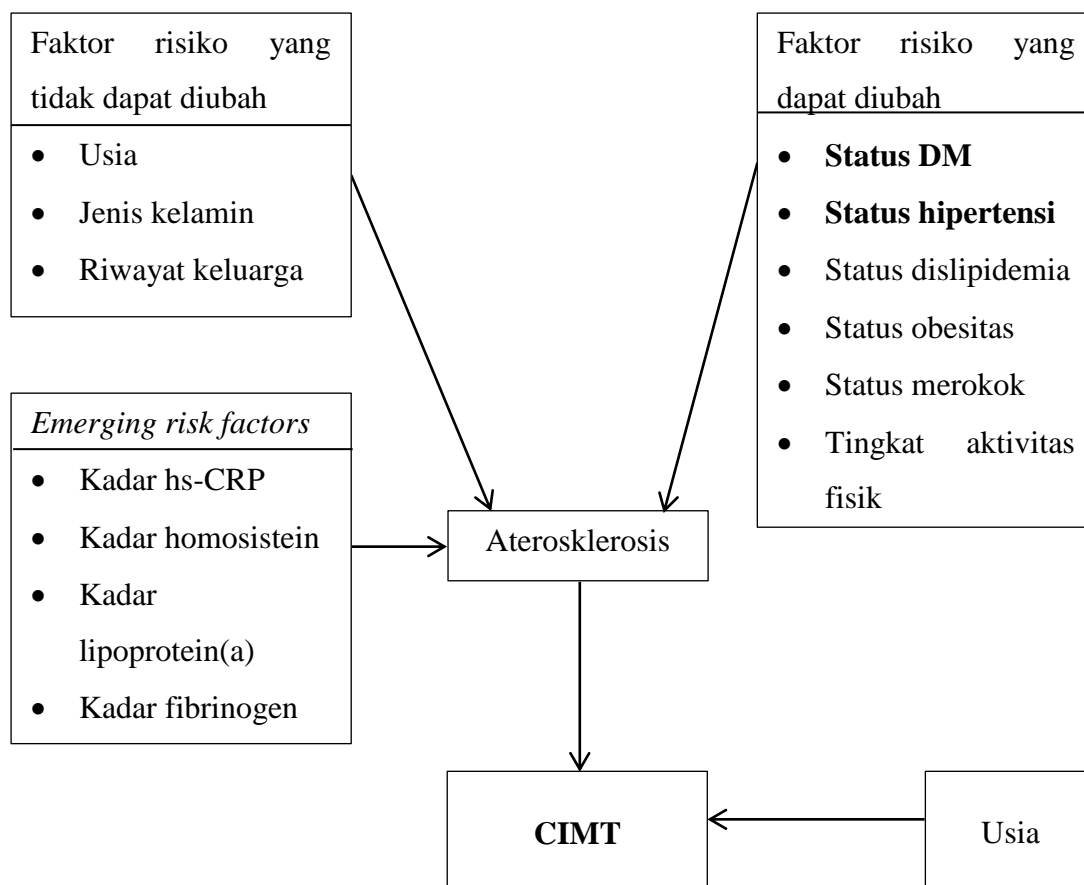 Faktor risiko yang
tidak dapat diubah
• Usia
• Jenis kelamin
• Riwayat keluarga
Faktor risiko yang
dapat diubah
• Status DM
• Status hipertensi
• Status dislipidemia
• Status obesitas
• Status merokok
• Tingkat aktivitas
fisik
Emerging risk factors
• Kadar hs-CRP
• Kadar homosistein
• Kadar
lipoprotein(a)
• Kadar fibrinogen
Aterosklerosis
CIMT
Usia